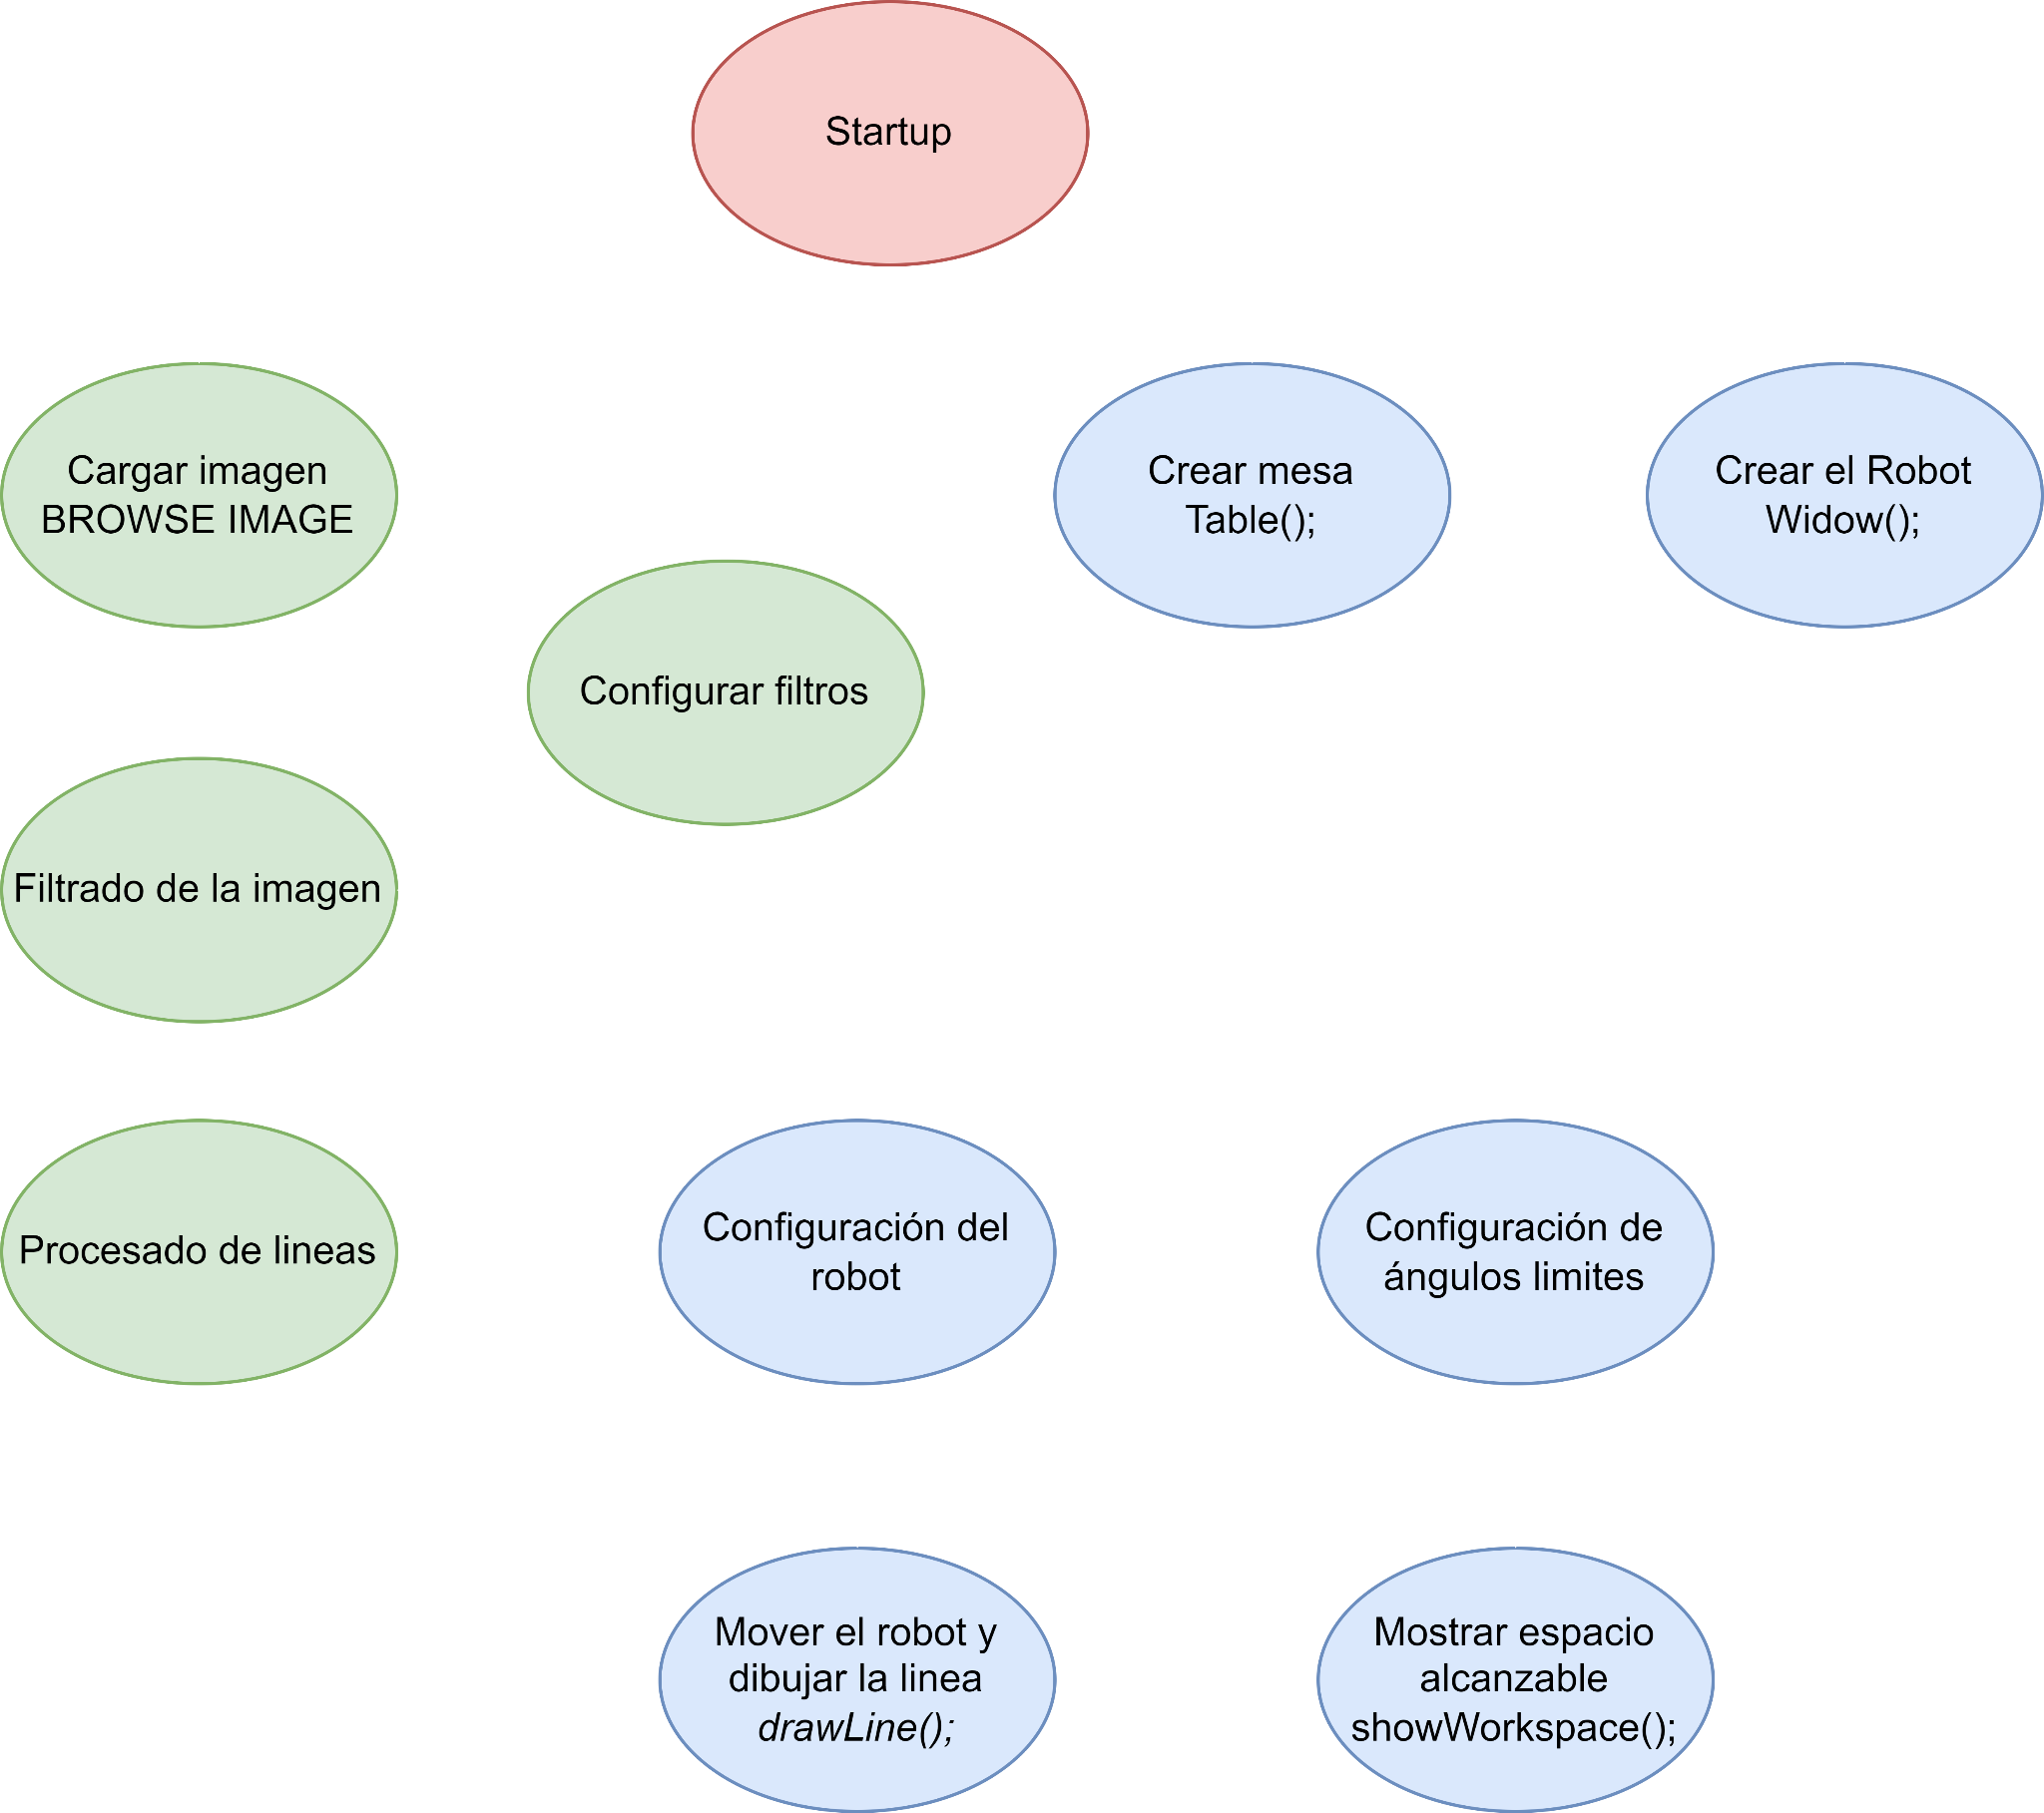 Startup
Cargar imagen
BROWSE IMAGE
Crear mesa
Table();
Crear el Robot
Widow();
Configurar filtros
Filtrado de la imagen
Procesado de lineas
Configuración del
robot
Configuración de
ángulos limites
Mover el robot y
dibujar la linea
drawLine();
Mostrar espacio
alcanzable
showWorkspace();